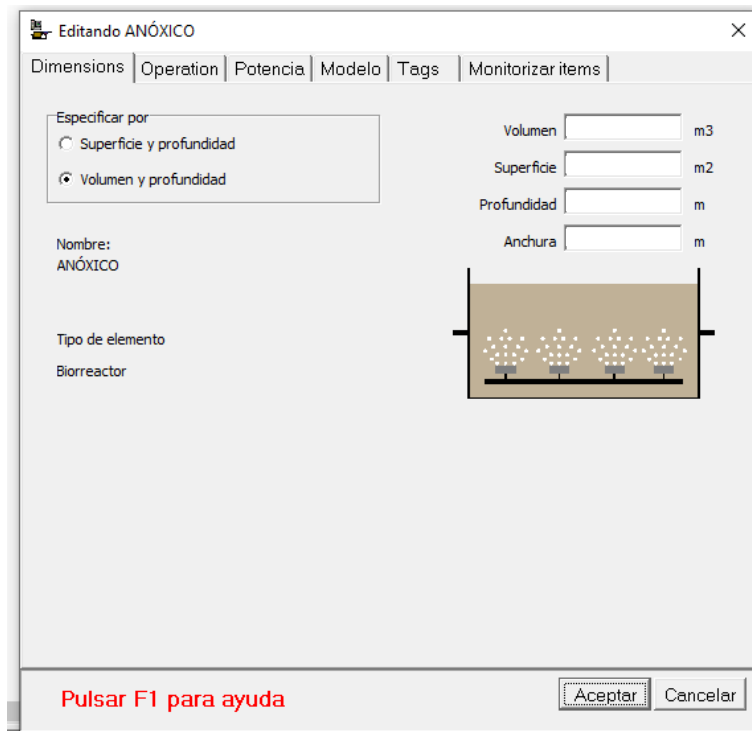 Editando ANÓXICO
Dimensions Operation Potencia Modelo Tags Monitorizar items
Especificar por
Superficie y profundidad
Volumen y profundidad
Volumen m3
Superficie m2
Profundidad m
Anchura m
Nombre:
ANÓXICO
Tipo de elemento
Biorreactor
Pulsar F1 para ayuda
Aceptar Cancelar